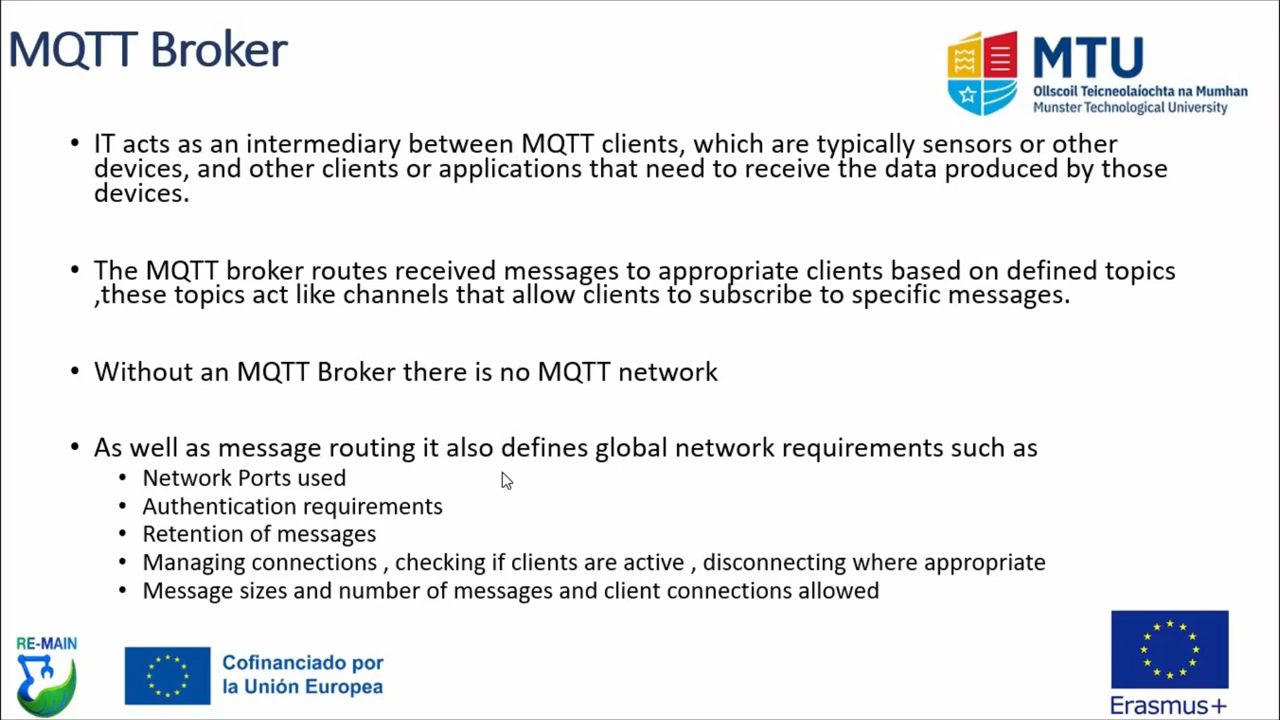 MQTT Broker
MTU
Ollscoil Teicneolaíochta na Mumhan
Munster Technological University
• IT acts as an intermediary between MQTT clients, which are typically sensors or other
devices, and other clients or applications that need to receive the data produced by those
devices.
• The MQTT broker routes received messages to appropriate clients based on defined topics
,these topics act like channels that allow clients to subscribe to specific messages.
• Without an MQTT Broker there is no MQTT network
• As well as message routing it also defines global network requirements such as
• Network Ports used
• Authentication requirements
• Retention of messages
• Managing connections , checking if clients are active , disconnecting where appropriate
• Message sizes and number of messages and client connections allowed
RE-MAIN
Cofinanciado por
la Unión Europea
Erasmus+